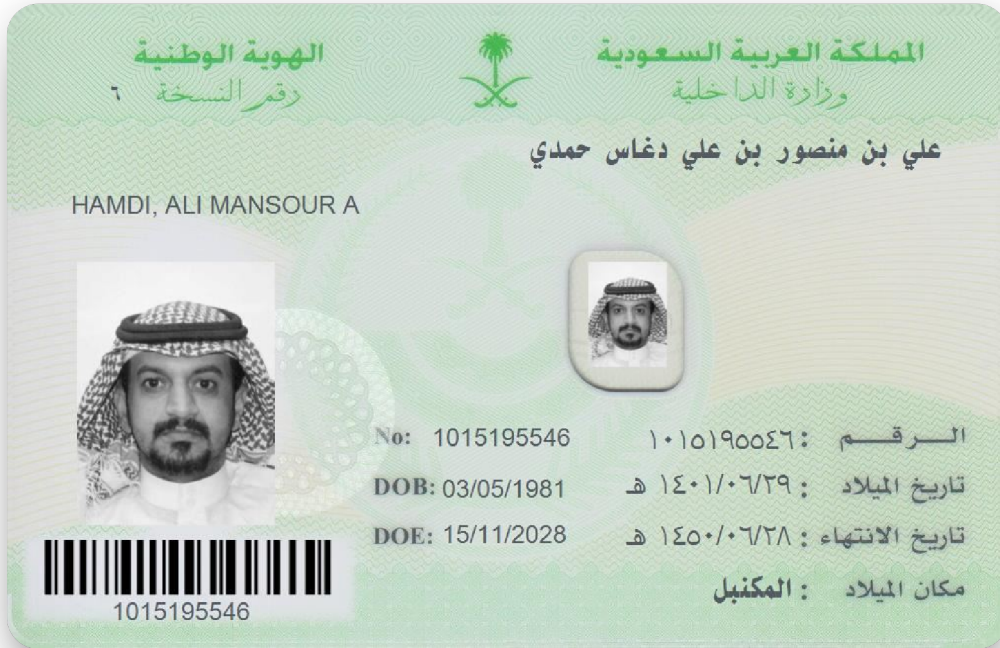 المملكة العربية السعودية
وزارة الداخلية
الهوية الوطنية
رقم النسخة ٦
علي بن منصور بن علي دغاس حمدي
HAMDI, ALI MANSOUR A
الـــرقـــــم : ١٠١٥١٩٥٥٤٦
No: 1015195546
تاريخ الميلاد : ١٤٠١/٠٦/٢٩ هـ
DOB: 03/05/1981
تاريخ الانتهاء : ١٤٥٠/٠٦/٢٨ هـ
DOE: 15/11/2028
مكان الميلاد : المكنبل
1015195546